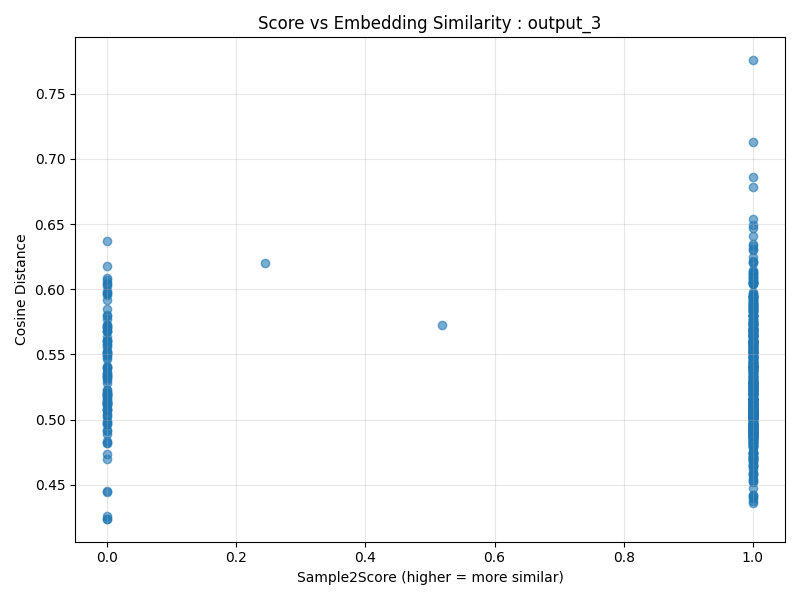 Score vs Embedding Similarity : output_3
Cosine Distance
0.75
0.70
0.65
0.60
0.55
0.50
0.45
0.0 0.2 0.4 0.6 0.8 1.0
Sample2Score (higher = more similar)